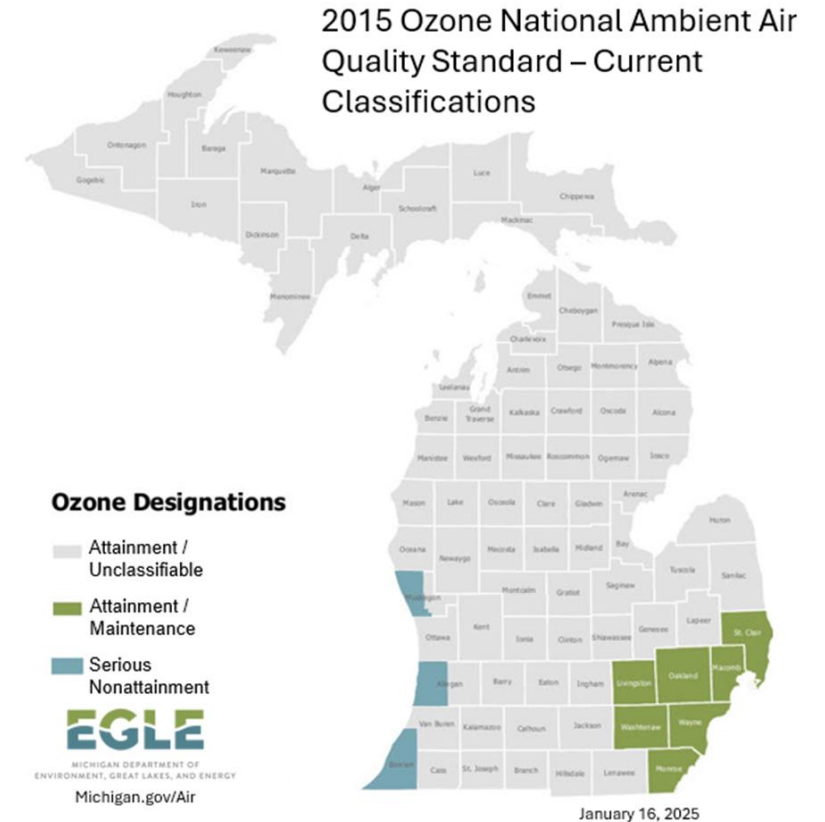 2015 Ozone National Ambient Air
Quality Standard – Current
Classifications
Keweenaw
Houghton
Ontonagon
Baraga
Gogebic
Marquette
Iron
Alger
Luce
Chippewa
Schoolcraft
Mackinac
Dickinson
Delta
Menominee
Emmet
Cheboygan
Presque Isle
Charlevoix
Antrim
Otsego
Montmorency
Alpena
Leelanau
Benzie
Grand
Traverse
Kalkaska
Crawford
Oscoda
Alcona
Manistee
Wexford
Missaukee
Roscommon
Ogemaw
Iosco
Mason
Lake
Osceola
Clare
Gladwin
Arenac
Huron
Oceana
Newaygo
Mecosta
Isabella
Midland
Bay
Tuscola
Sanilac
Muskegon
Montcalm
Gratiot
Saginaw
Ottawa
Kent
Ionia
Clinton
Shiawassee
Genesee
Lapeer
St. Clair
Allegan
Barry
Eaton
Ingham
Livingston
Oakland
Macomb
Van Buren
Kalamazoo
Calhoun
Jackson
Washtenaw
Wayne
Berrien
Cass
St. Joseph
Branch
Hillsdale
Lenawee
Monroe
Ozone Designations
Attainment /
Unclassifiable
Attainment /
Maintenance
Serious
Nonattainment
EGLE
MICHIGAN DEPARTMENT OF
ENVIRONMENT, GREAT LAKES, AND ENERGY
Michigan.gov/Air
January 16, 2025